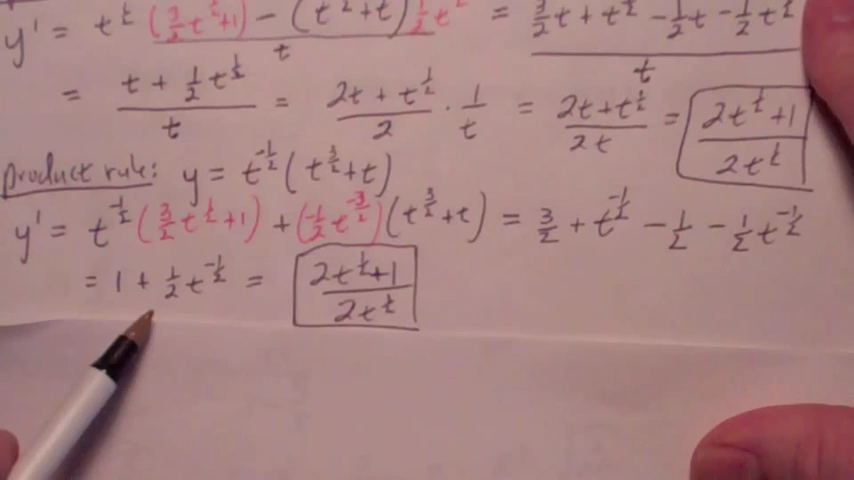 y' = t^½ (3/2 t^½ + 1) − (t^3/2 + t) ½ t^-½ / t = 3/2 t + t^½ − ½ t − ½ t^½ / t
= t + ½ t^½ / t = 2t + t^½ / 2 · 1/t = 2t + t^½ / 2t = 2t^½ + 1 / 2t^½
product rule: y = t^-½ (t^3/2 + t)
y' = t^-½ (3/2 t^½ + 1) + (-½ t^-3/2)(t^3/2 + t) = 3/2 + t^-½ − ½ − ½ t^-½
= 1 + ½ t^-½ = 2t^½ + 1 / 2t^½